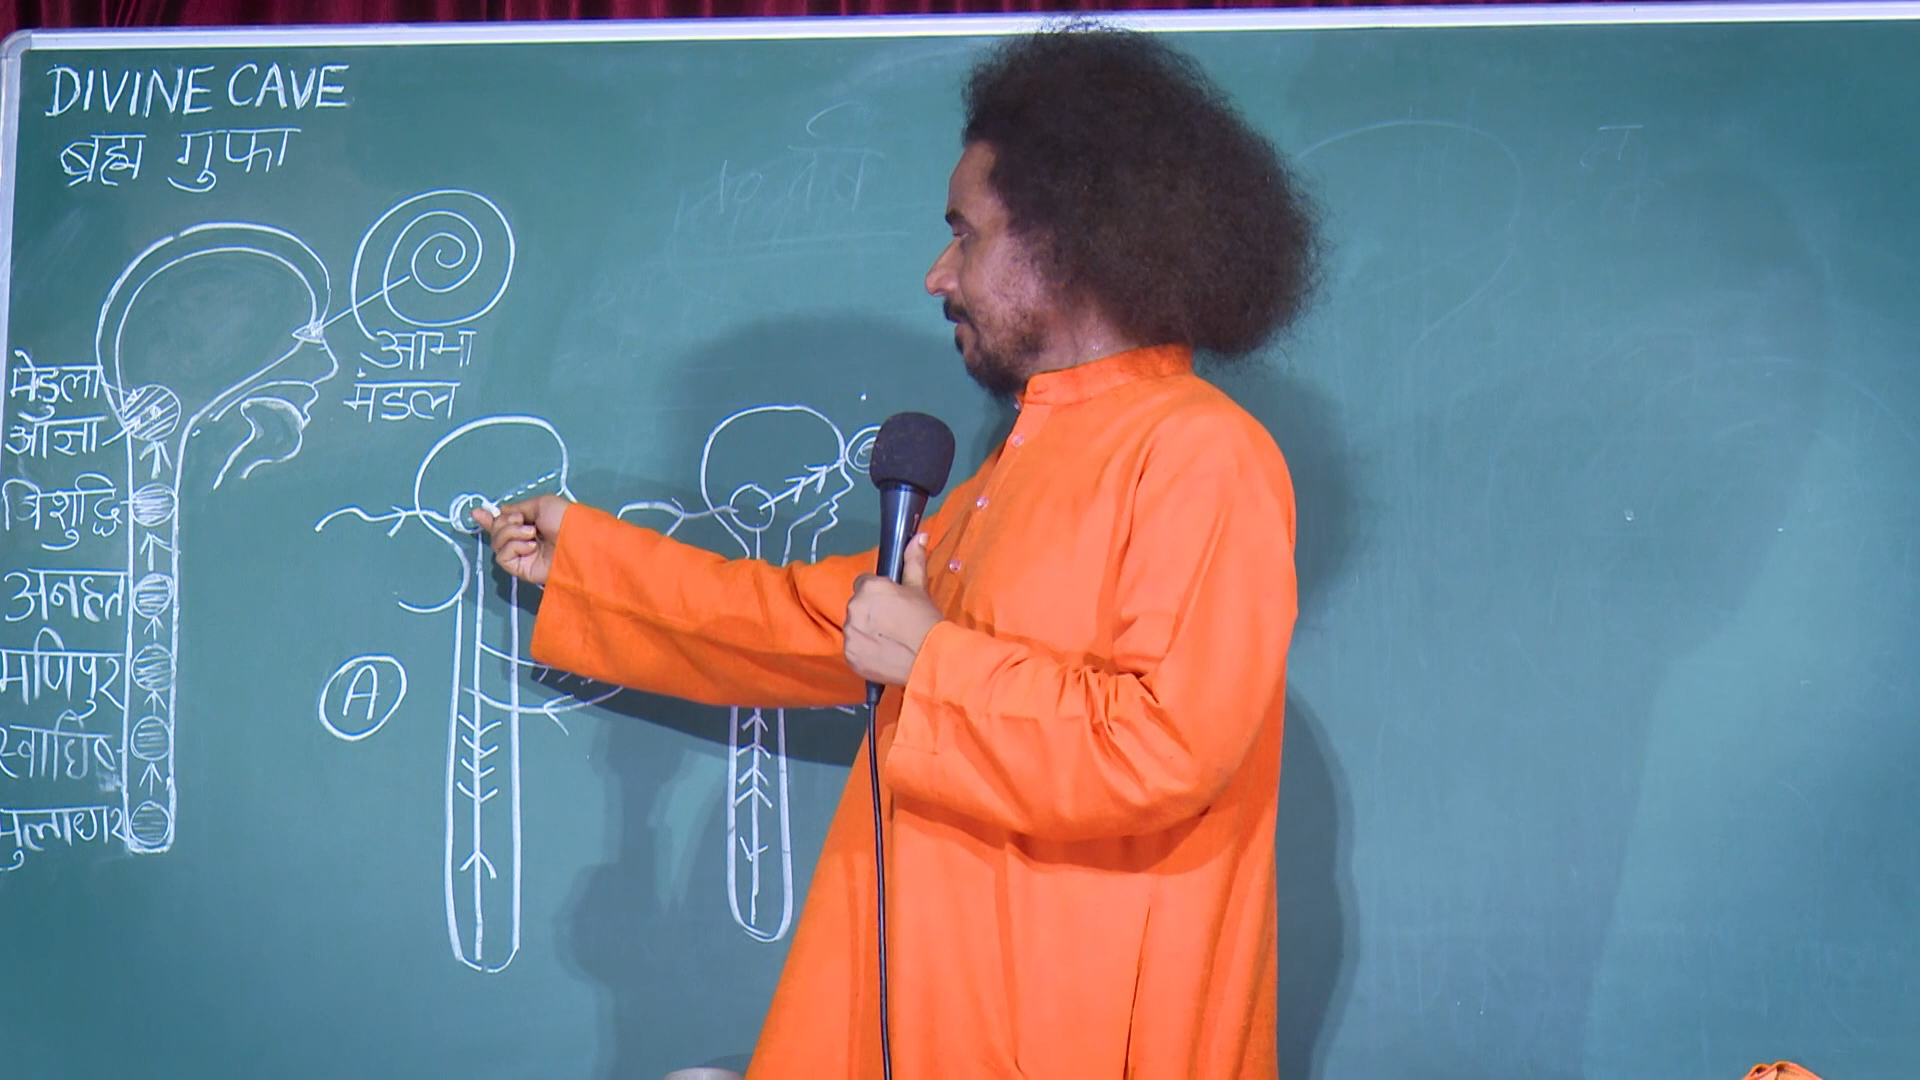 DIVINE CAVE
ब्रह्म गुफा
आभा
मंडल
मेडुला
आज्ञा
विशुद्धि
अनहत
मणिपुर
मुलाधार
A